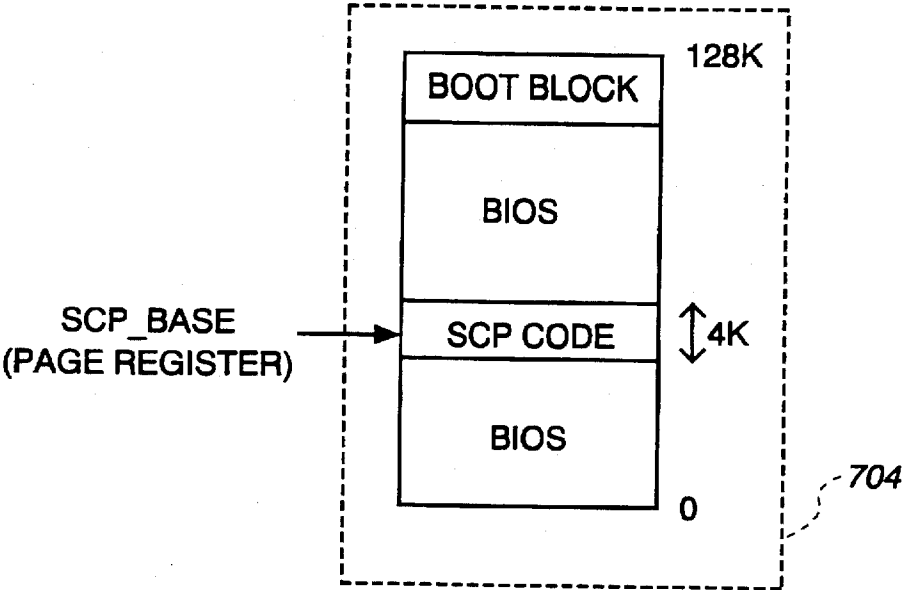 128K
BOOT BLOCK
BIOS
SCP_BASE
(PAGE REGISTER)
SCP CODE
4K
BIOS
704
0